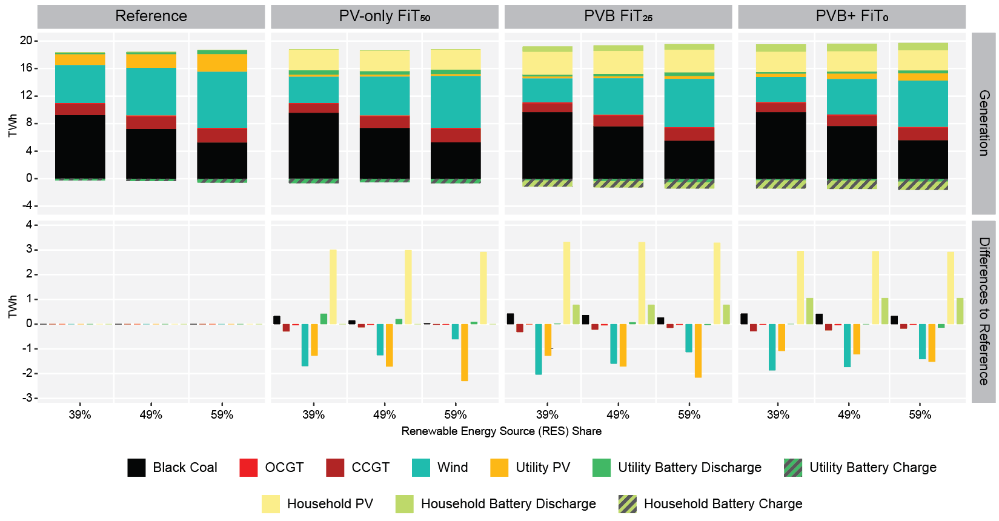 Reference
PV-only FiT₅₀
PVB FiT₂₅
PVB+ FiT₀
20
16
12
8
4
0
-4
TWh
Generation
4
3
2
1
0
-1
-2
-3
TWh
Differences to Reference
39% 49% 59% 39% 49% 59% 39% 49% 59% 39% 49% 59%
Renewable Energy Source (RES) Share
Black Coal OCGT CCGT Wind Utility PV Utility Battery Discharge Utility Battery Charge
Household PV Household Battery Discharge Household Battery Charge